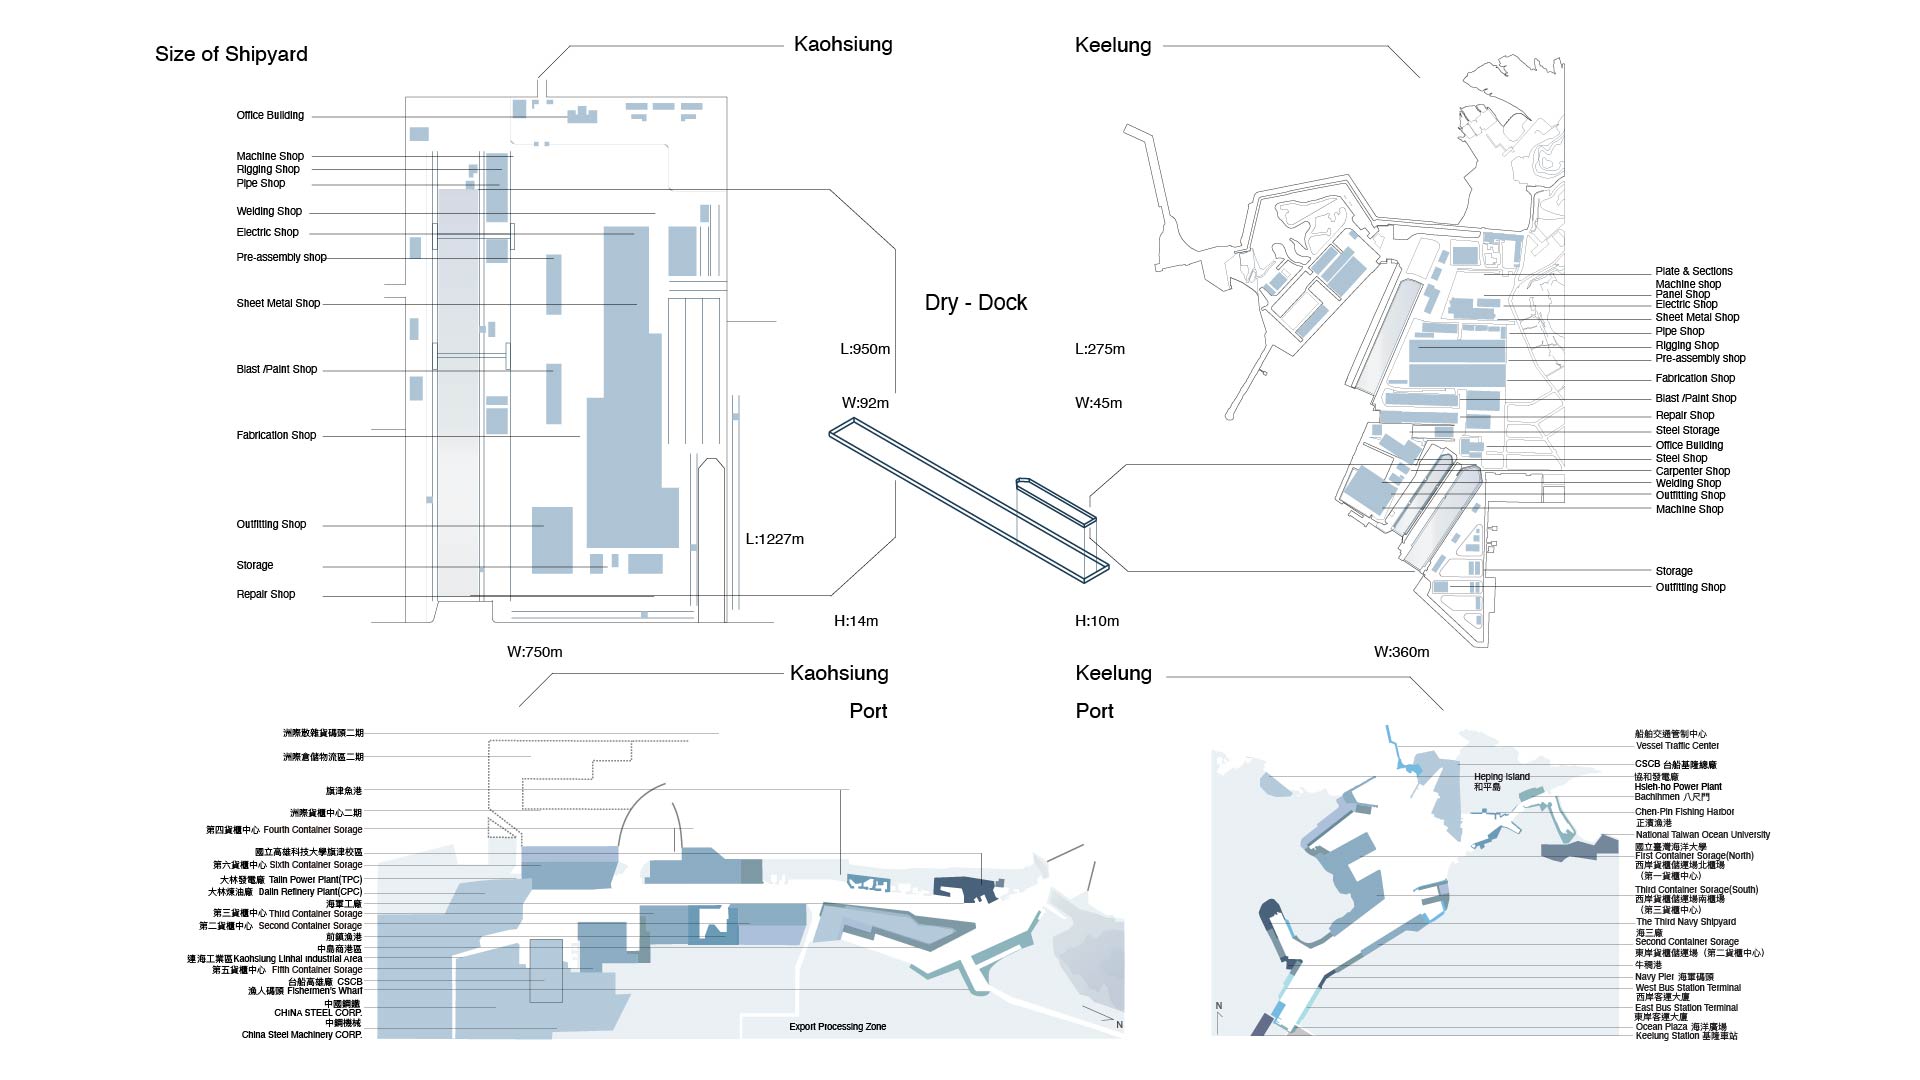 Size of Shipyard
Kaohsiung
Keelung
Office Building
Machine Shop
Rigging Shop
Pipe Shop
Welding Shop
Electric Shop
Pre-assembly shop
Sheet Metal Shop
Blast /Paint Shop
Fabrication Shop
Outfitting Shop
Storage
Repair Shop
L:1227m
W:750m
Dry - Dock
L:950m
W:92m
H:14m
L:275m
W:45m
H:10m
Plate & Sections
Machine shop
Panel Shop
Electric Shop
Sheet Metal Shop
Pipe Shop
Rigging Shop
Pre-assembly shop
Fabrication Shop
Blast /Paint Shop
Repair Shop
Steel Storage
Office Building
Steel Shop
Carpenter Shop
Welding Shop
Outfitting Shop
Machine Shop
Storage
Outfitting Shop
W:360m
Kaohsiung
Port
Keelung
Port
洲際散雜貨碼頭二期
洲際倉儲物流區二期
旗津魚港
洲際貨櫃中心二期
第四貨櫃中心 Fourth Container Sorage
國立高雄科技大學旗津校區
第六貨櫃中心 Sixth Container Sorage
大林發電廠 Talin Power Plant(TPC)
大林煉油廠 Dalin Refinery Plant(CPC)
海軍工廠
第三貨櫃中心 Third Container Sorage
第二貨櫃中心 Second Container Sorage
前鎮漁港
中島商港區
連海工業區Kaohsiung Linhai Industrial Area
第五貨櫃中心 Fifth Container Sorage
台船高雄廠 CSCB
漁人碼頭 Fishermen's Wharf
中國鋼鐵
CHINA STEEL CORP.
中鋼機械
China Steel Machinery CORP.
Export Processing Zone
N
Heping Island
和平島
N
船舶交通管制中心
Vessel Traffic Center
CSCB 台船基隆總廠
協和發電廠
Hsieh-ho Power Plant
Bachihmen 八尺門
Chen-Pin Fishing Harbor
正濱漁港
National Taiwan Ocean University
國立臺灣海洋大學
First Container Sorage(North)
西岸貨櫃儲運場北櫃場
（第一貨櫃中心）
Third Container Sorage(South)
西岸貨櫃儲運場南櫃場
（第三貨櫃中心）
The Third Navy Shipyard
海三廠
Second Container Sorage
東岸貨櫃儲運場（第二貨櫃中心）
牛稠港
Navy Pier 海軍碼頭
West Bus Station Terminal
西岸客運大廈
East Bus Station Terminal
東岸客運大廈
Ocean Plaza 海洋廣場
Keelung Station 基隆車站